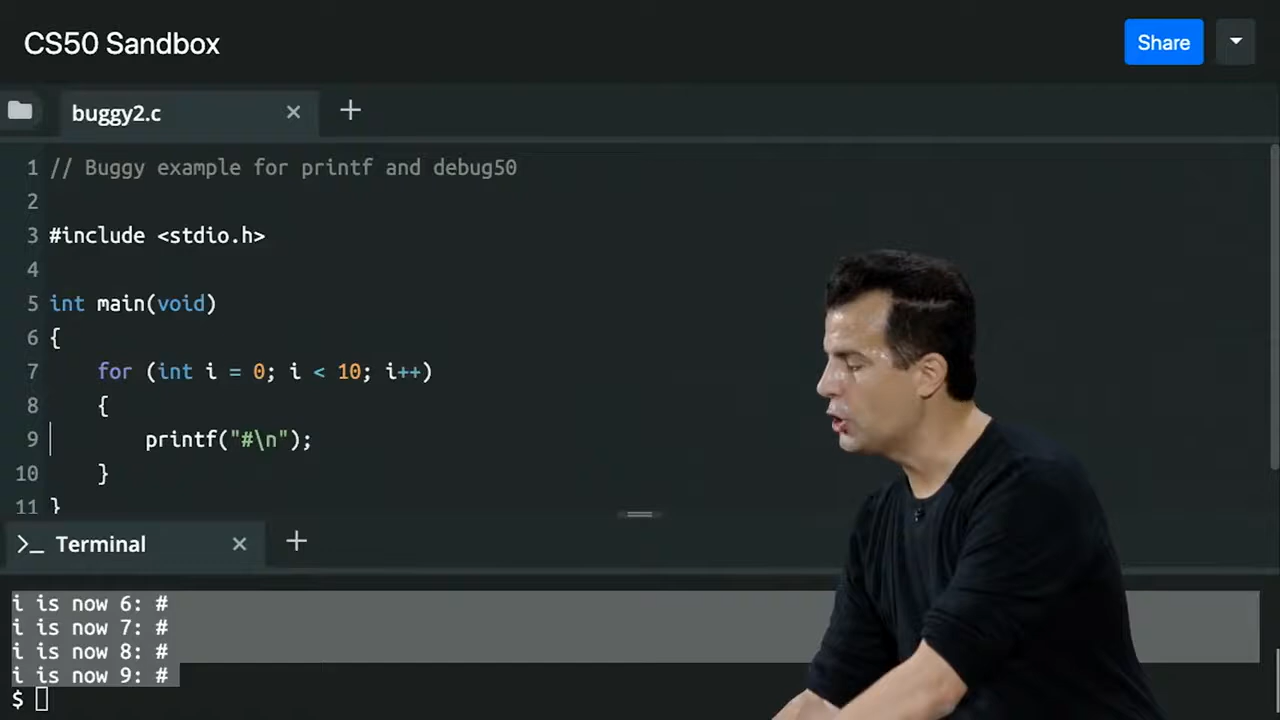 CS50 Sandbox
Share
buggy2.c
1 // Buggy example for printf and debug50
2
3 #include <stdio.h>
4
5 int main(void)
6 {
7     for (int i = 0; i < 10; i++)
8     {
9         printf("#\n");
10     }
11 }
>_ Terminal
i is now 6: #
i is now 7: #
i is now 8: #
i is now 9: #
$